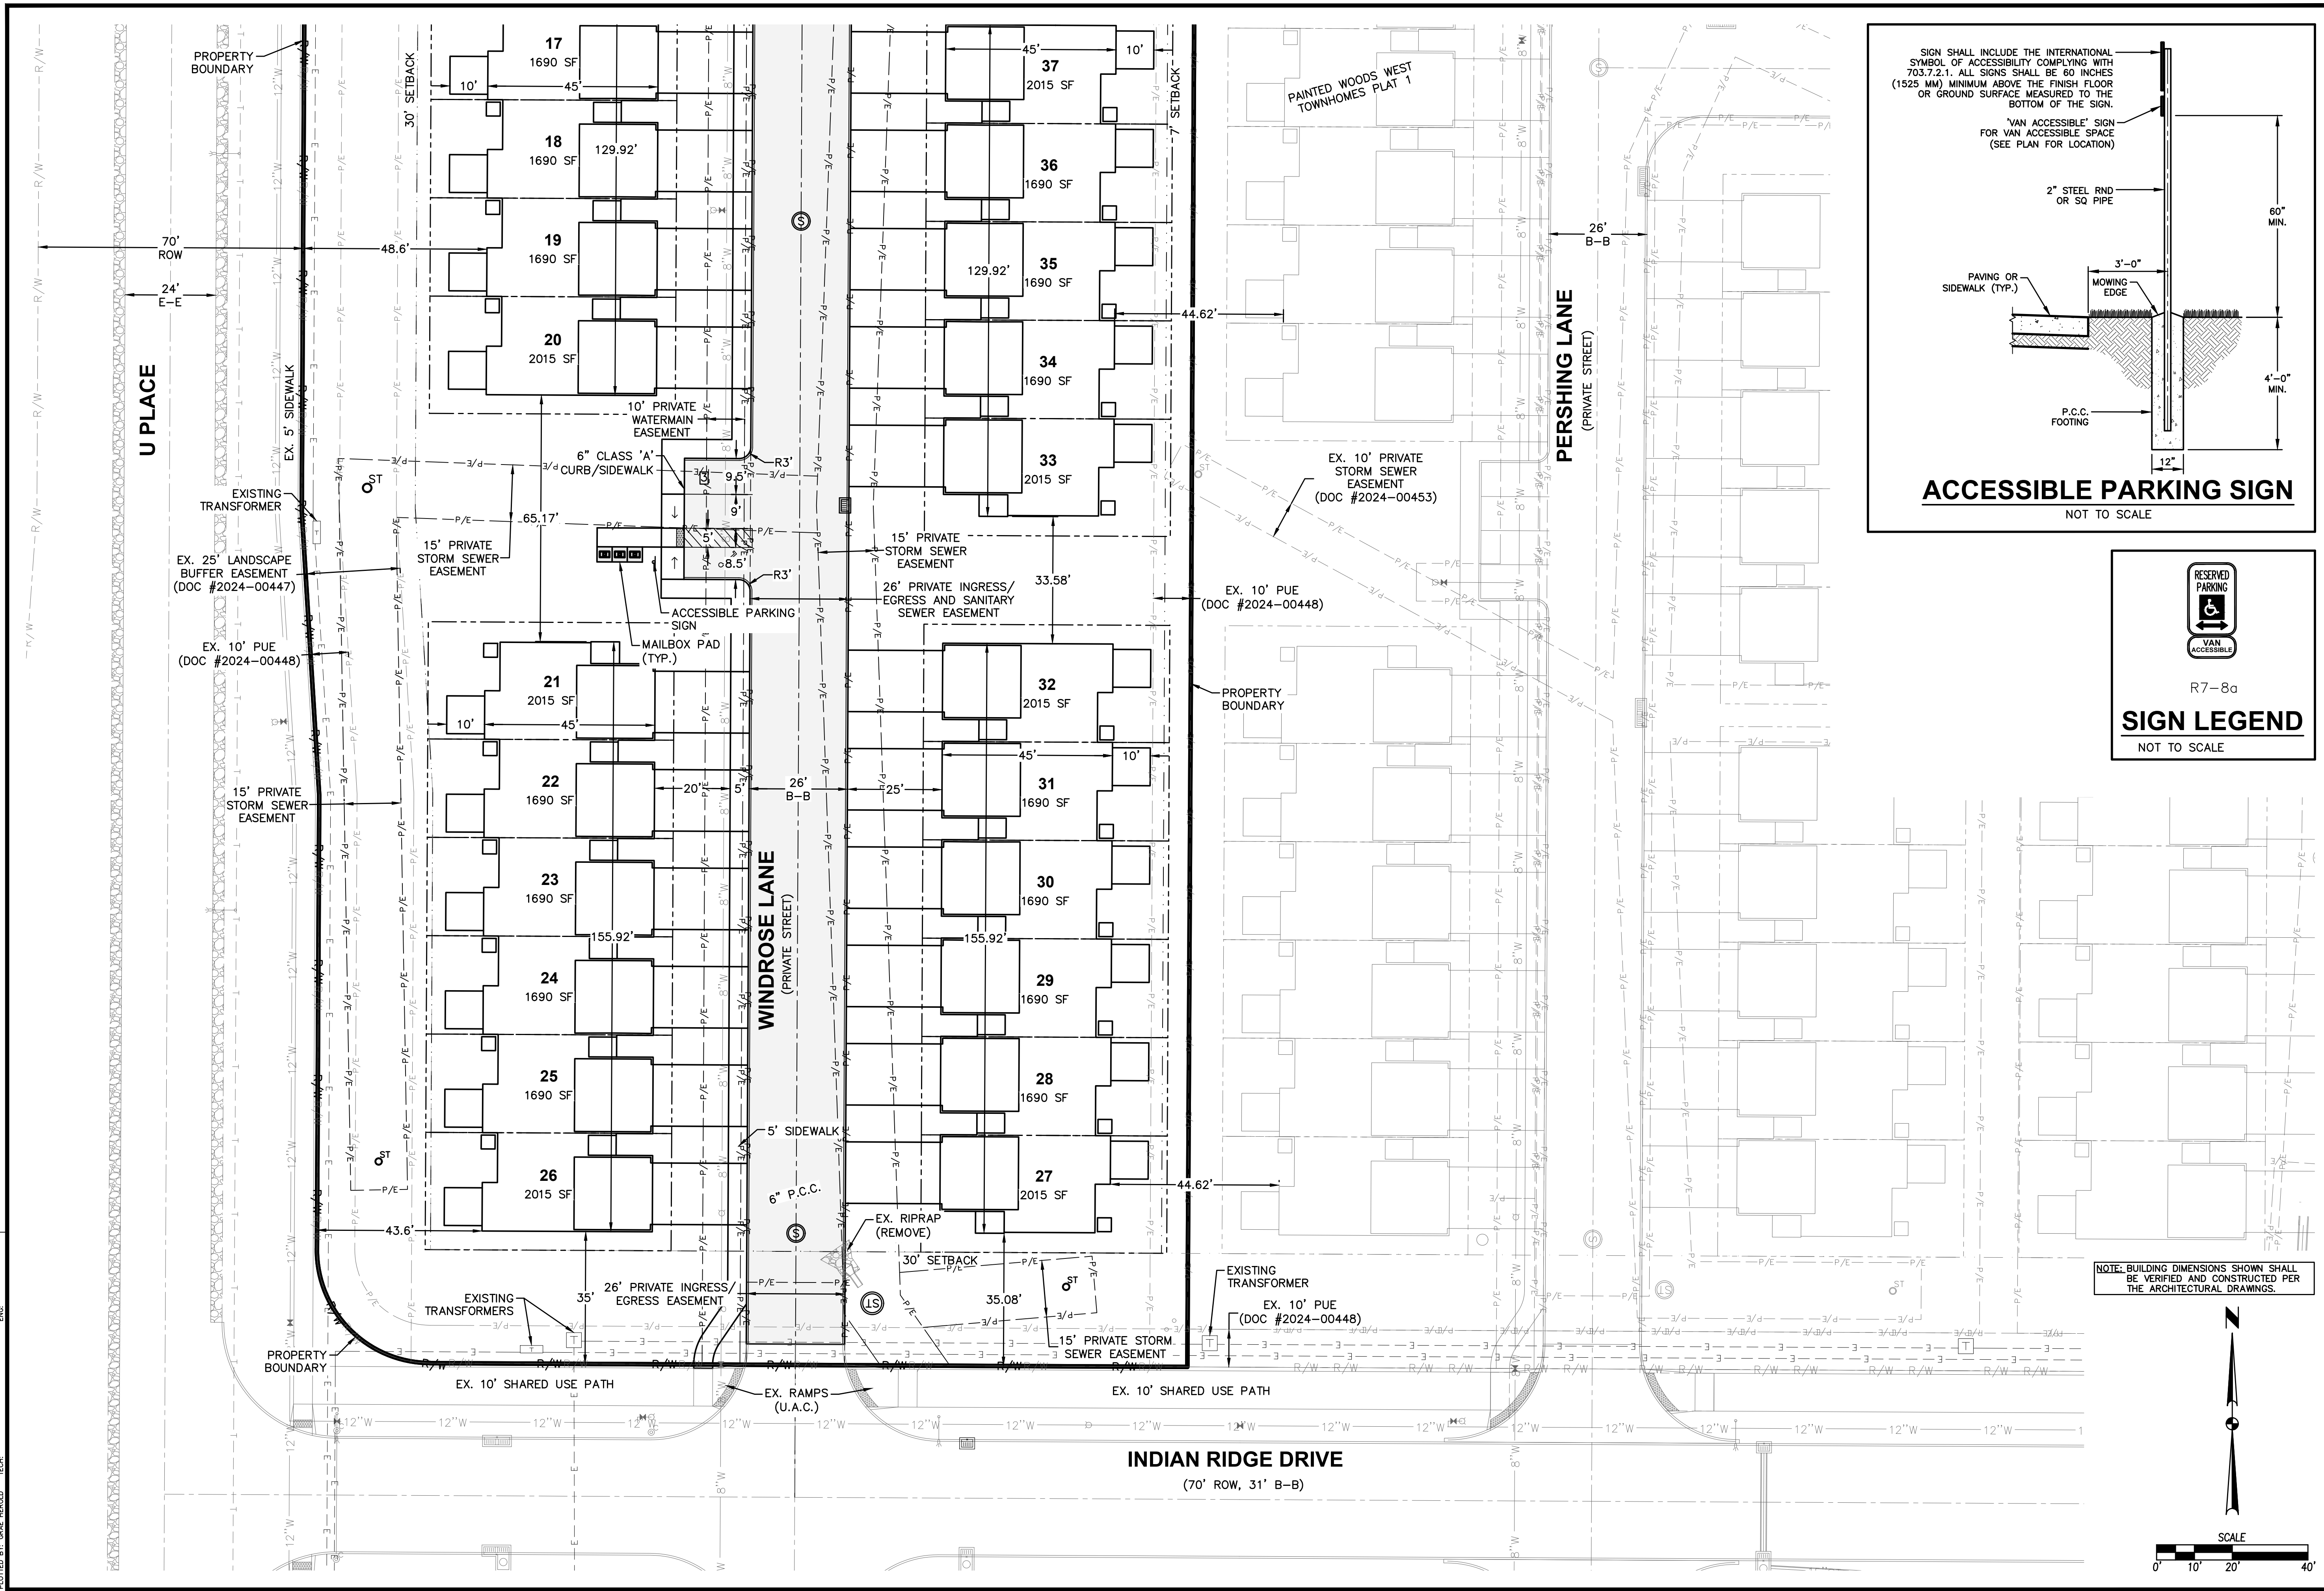 PROPERTY
BOUNDARY
30' SETBACK
17
1690 SF
10'
45'
18
1690 SF
129.92'
19
1690 SF
20
2015 SF
70'
ROW
48.6'
24'
E-E
U PLACE
EX. 5' SIDEWALK
10' PRIVATE
WATERMAIN
EASEMENT
6" CLASS 'A'
CURB/SIDEWALK
R3'
9.5'
9'
5'
8.5'
R3'
EXISTING
TRANSFORMER
ST
65.17'
15' PRIVATE
STORM SEWER
EASEMENT
EX. 25' LANDSCAPE
BUFFER EASEMENT
(DOC #2024-00447)
EX. 10' PUE
(DOC #2024-00448)
ACCESSIBLE PARKING
SIGN
MAILBOX PAD
(TYP.)
15' PRIVATE
STORM SEWER
EASEMENT
26' PRIVATE INGRESS/
EGRESS AND SANITARY
SEWER EASEMENT
21
2015 SF
10'
45'
22
1690 SF
20'
5'
26'
B-B
25'
15' PRIVATE
STORM SEWER
EASEMENT
23
1690 SF
155.92'
24
1690 SF
25
1690 SF
26
2015 SF
43.6'
ST
WINDROSE LANE
(PRIVATE STREET)
5' SIDEWALK
6" P.C.C.
EX. RIPRAP
(REMOVE)
37
2015 SF
45'
10'
7' SETBACK
36
1690 SF
35
1690 SF
129.92'
34
1690 SF
33
2015 SF
44.62'
33.58'
EX. 10' PUE
(DOC #2024-00448)
32
2015 SF
PROPERTY
BOUNDARY
45'
10'
31
1690 SF
30
1690 SF
155.92'
29
1690 SF
28
1690 SF
27
2015 SF
44.62'
30' SETBACK
ST
35.08'
15' PRIVATE STORM
SEWER EASEMENT
EXISTING
TRANSFORMER
EX. 10' PUE
(DOC #2024-00448)
26' PRIVATE INGRESS/
EGRESS EASEMENT
35'
EXISTING
TRANSFORMERS
PROPERTY
BOUNDARY
EX. 10' SHARED USE PATH
EX. RAMPS
(U.A.C.)
EX. 10' SHARED USE PATH
INDIAN RIDGE DRIVE
(70' ROW, 31' B-B)
PAINTED WOODS WEST
TOWNHOMES PLAT 1
26'
B-B
PERSHING LANE
(PRIVATE STREET)
EX. 10' PRIVATE
STORM SEWER
EASEMENT
(DOC #2024-00453)
SIGN SHALL INCLUDE THE INTERNATIONAL
SYMBOL OF ACCESSIBILITY COMPLYING WITH
703.7.2.1. ALL SIGNS SHALL BE 60 INCHES
(1525 MM) MINIMUM ABOVE THE FINISH FLOOR
OR GROUND SURFACE MEASURED TO THE
BOTTOM OF THE SIGN.
'VAN ACCESSIBLE' SIGN
FOR VAN ACCESSIBLE SPACE
(SEE PLAN FOR LOCATION)
2" STEEL RND
OR SQ PIPE
60"
MIN.
3'-0"
PAVING OR
SIDEWALK (TYP.)
MOWING
EDGE
4'-0"
MIN.
P.C.C.
FOOTING
12"
ACCESSIBLE PARKING SIGN
NOT TO SCALE
RESERVED
PARKING
VAN
ACCESSIBLE
R7-8a
SIGN LEGEND
NOT TO SCALE
NOTE: BUILDING DIMENSIONS SHOWN SHALL
BE VERIFIED AND CONSTRUCTED PER
THE ARCHITECTURAL DRAWINGS.
N
SCALE
0' 10' 20' 40'